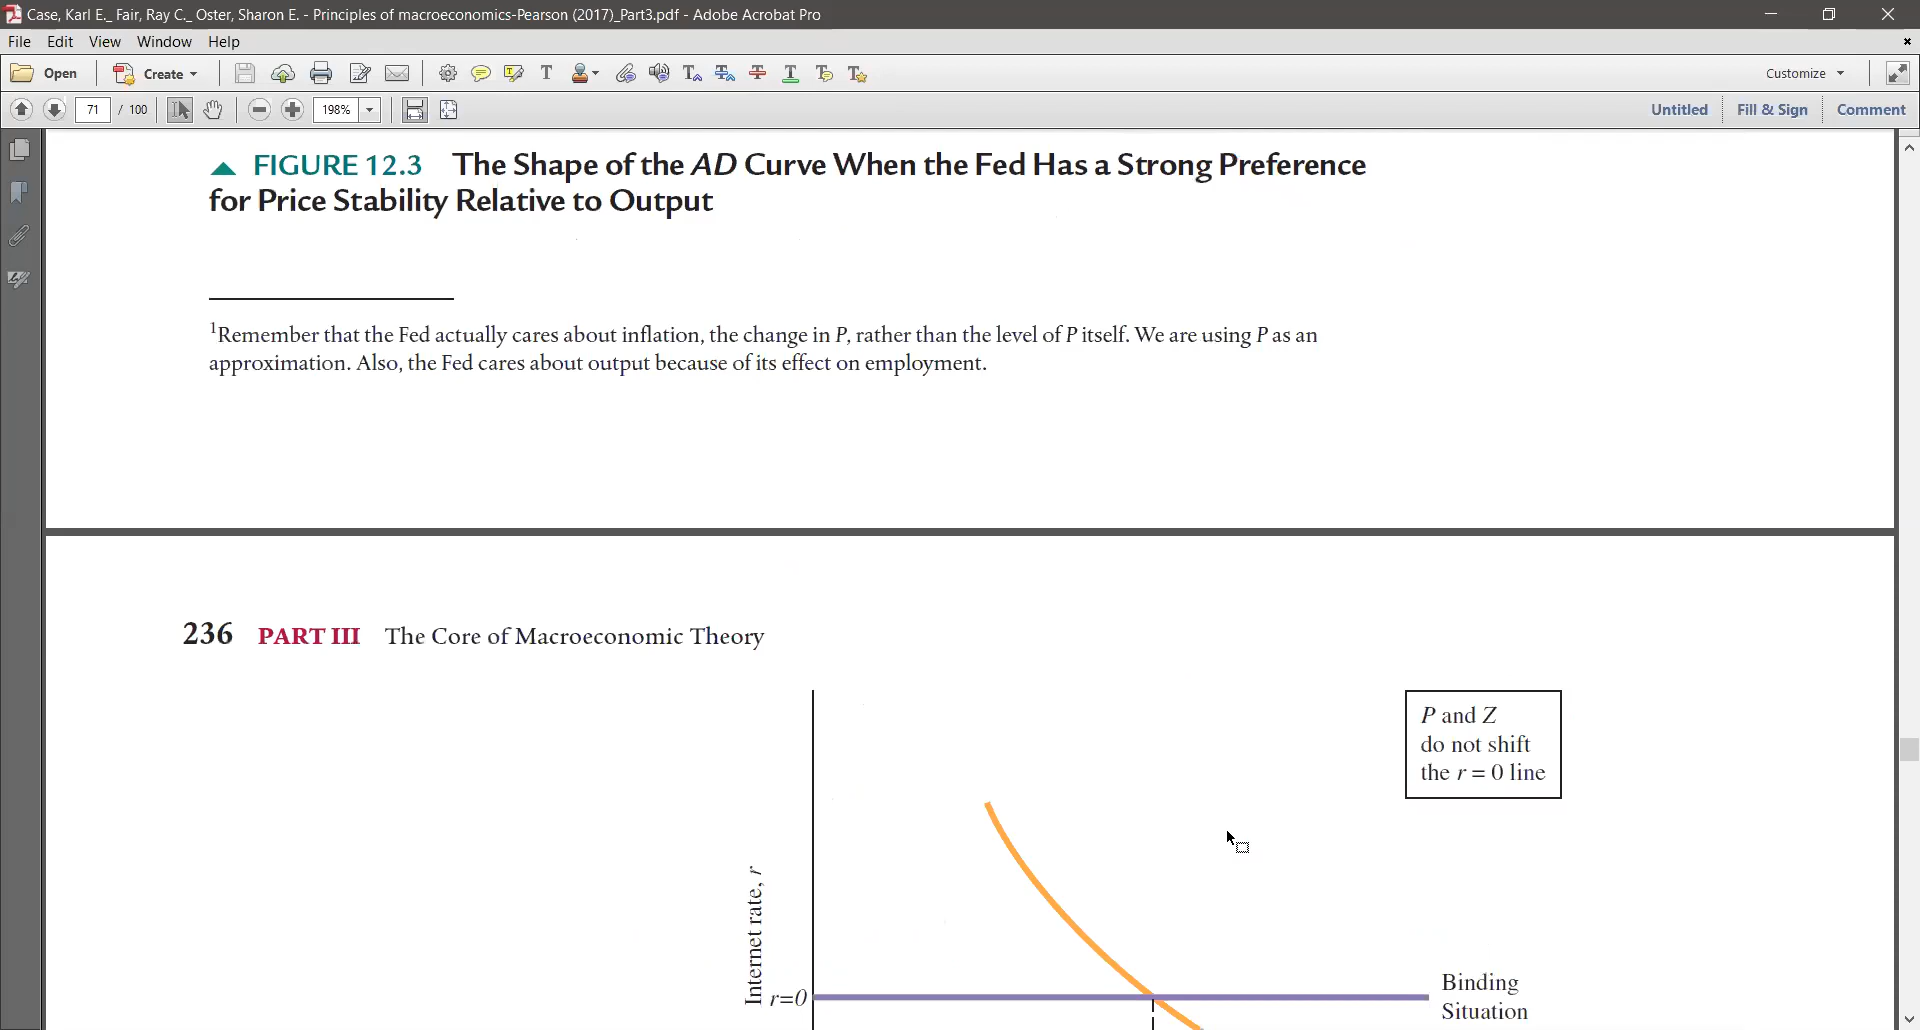 Case, Karl E._ Fair, Ray C._ Oster, Sharon E. - Principles of macroeconomics-Pearson (2017)_Part3.pdf - Adobe Acrobat Pro
File Edit View Window Help
Open Create Customize
71 / 100 198% Untitled Fill & Sign Comment
FIGURE 12.3 The Shape of the AD Curve When the Fed Has a Strong Preference
for Price Stability Relative to Output
1Remember that the Fed actually cares about inflation, the change in P, rather than the level of P itself. We are using P as an
approximation. Also, the Fed cares about output because of its effect on employment.
236 PART III The Core of Macroeconomic Theory
P and Z
do not shift
the r = 0 line
Internet rate, r
r=0
Binding
Situation